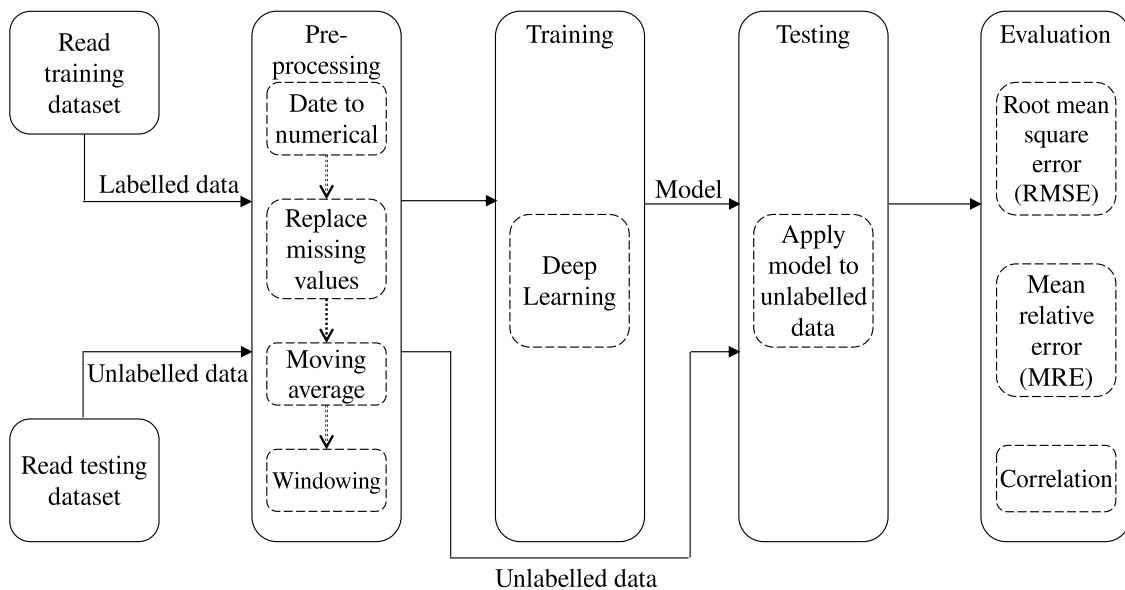 Read
training
dataset
Labelled data
Unlabelled data
Read testing
dataset
Pre-
processing
Date to
numerical
Replace
missing
values
Moving
average
Windowing
Training
Deep
Learning
Model
Unlabelled data
Testing
Apply
model to
unlabelled
data
Evaluation
Root mean
square
error
(RMSE)
Mean
relative
error
(MRE)
Correlation